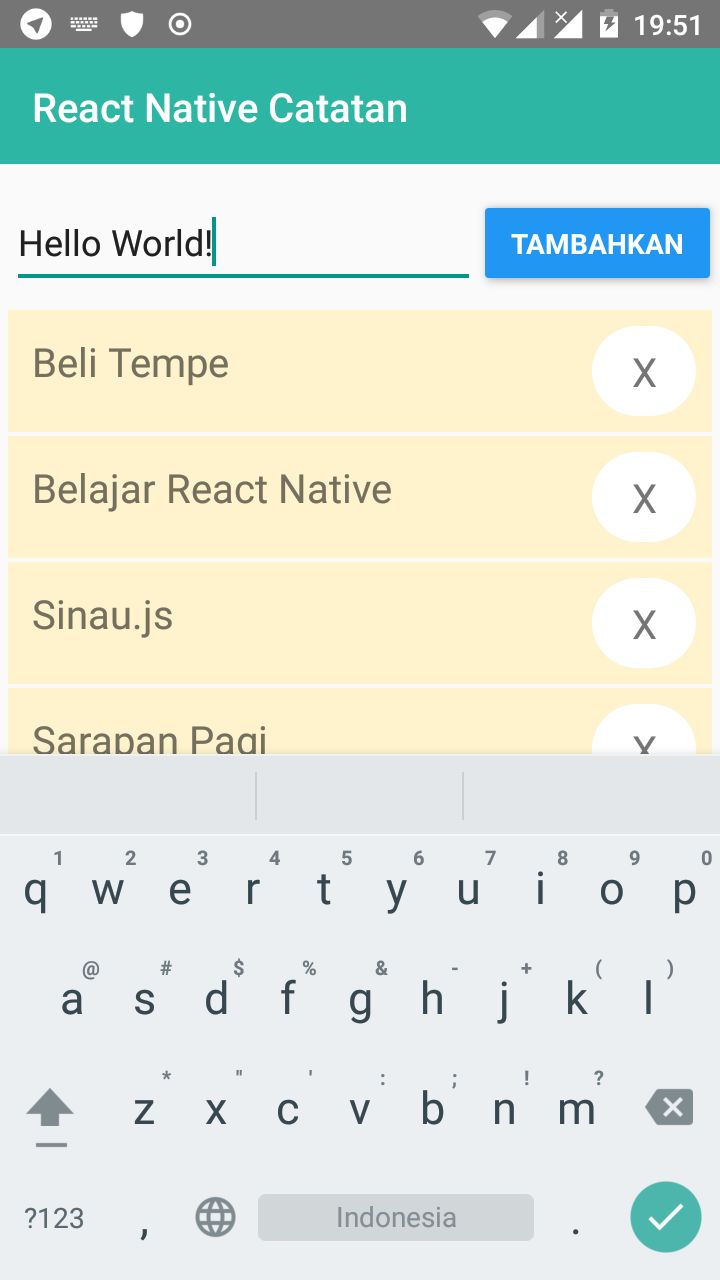 19:51
React Native Catatan
Hello World!
TAMBAHKAN
Beli Tempe
X
Belajar React Native
X
Sinau.js
X
Sarapan Pagi
X
1 2 3 4 5 6 7 8 9 0
q w e r t y u i o p
@ # $ % & - + ( )
a s d f g h j k l
* " ' : ; ! ?
z x c v b n m
?123 , Indonesia .